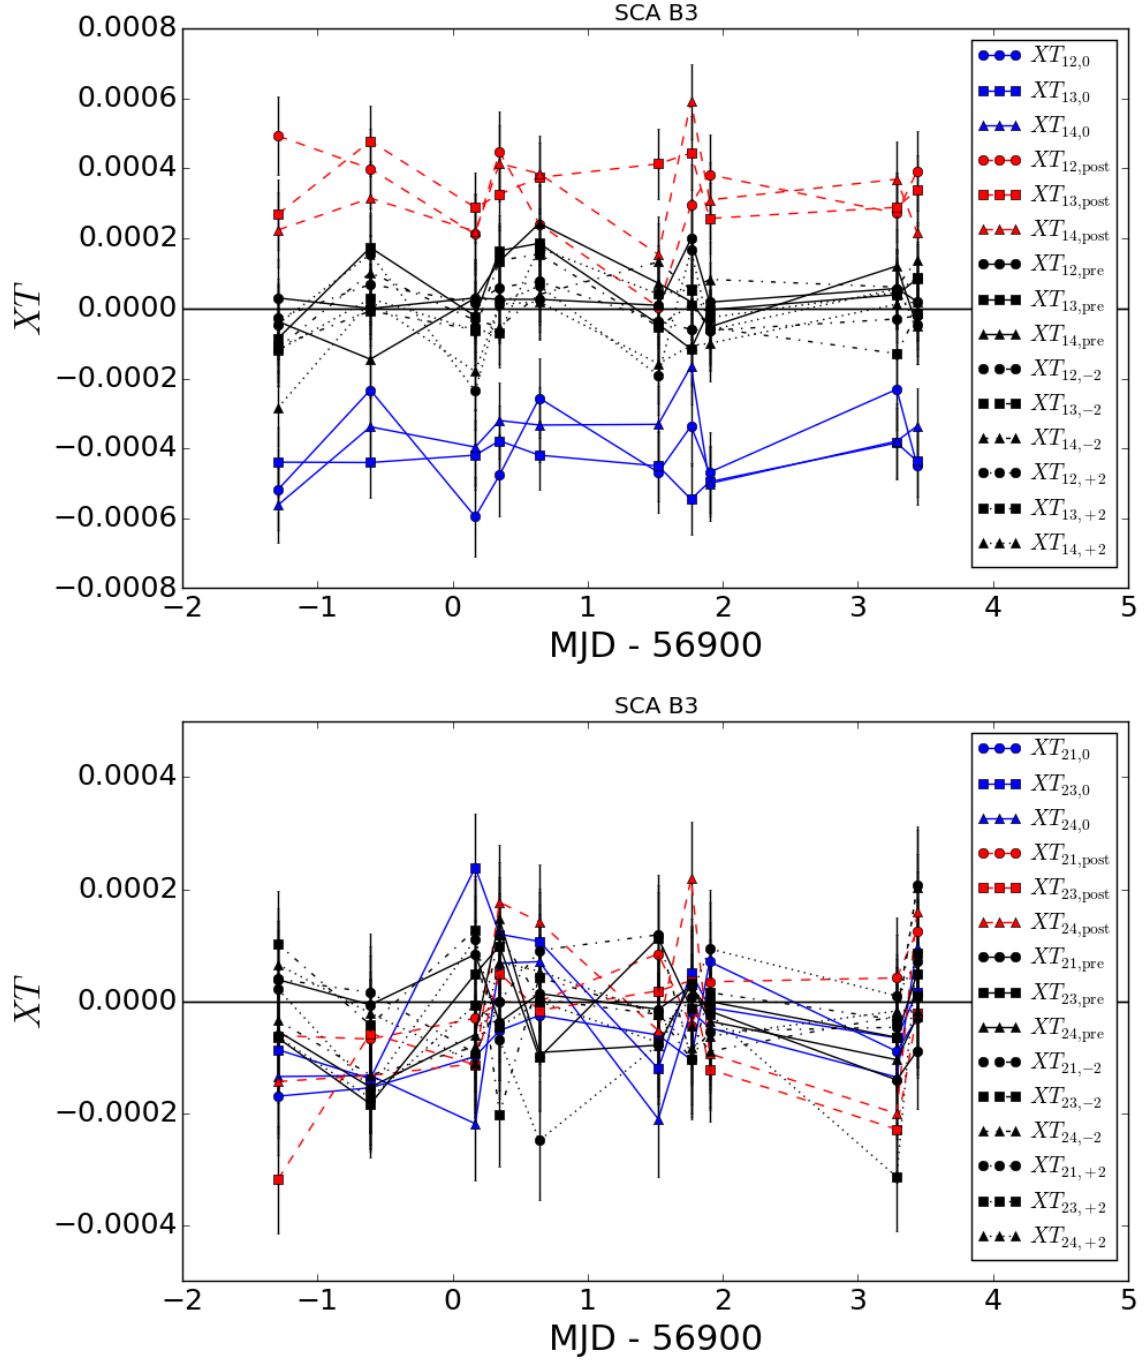 SCA B3
0.0008
0.0006
0.0004
0.0002
0.0000
−0.0002
−0.0004
−0.0006
−0.0008
XT
−2 −1 0 1 2 3 4 5
MJD - 56900
XT12,0
XT13,0
XT14,0
XT12,post
XT13,post
XT14,post
XT12,pre
XT13,pre
XT14,pre
XT12,−2
XT13,−2
XT14,−2
XT12,+2
XT13,+2
XT14,+2
SCA B3
0.0004
0.0002
0.0000
−0.0002
−0.0004
XT
−2 −1 0 1 2 3 4 5
MJD - 56900
XT21,0
XT23,0
XT24,0
XT21,post
XT23,post
XT24,post
XT21,pre
XT23,pre
XT24,pre
XT21,−2
XT23,−2
XT24,−2
XT21,+2
XT23,+2
XT24,+2